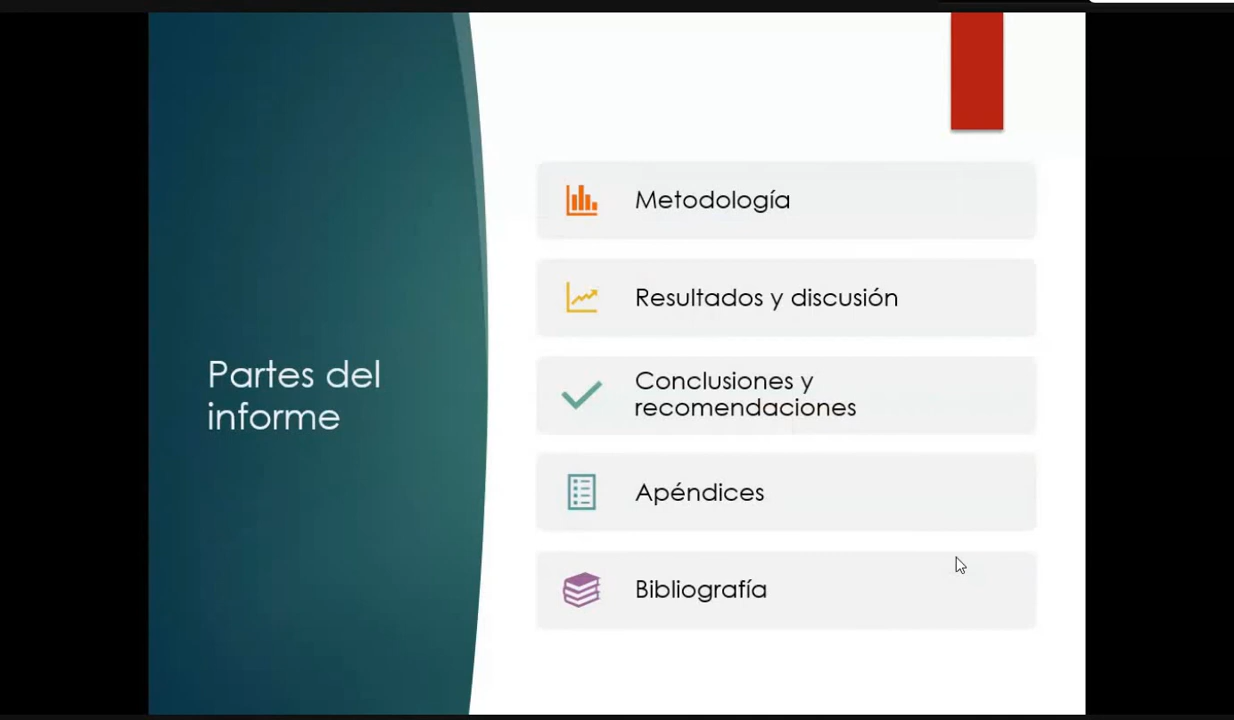 Partes del
informe
Metodología
Resultados y discusión
Conclusiones y
recomendaciones
Apéndices
Bibliografía